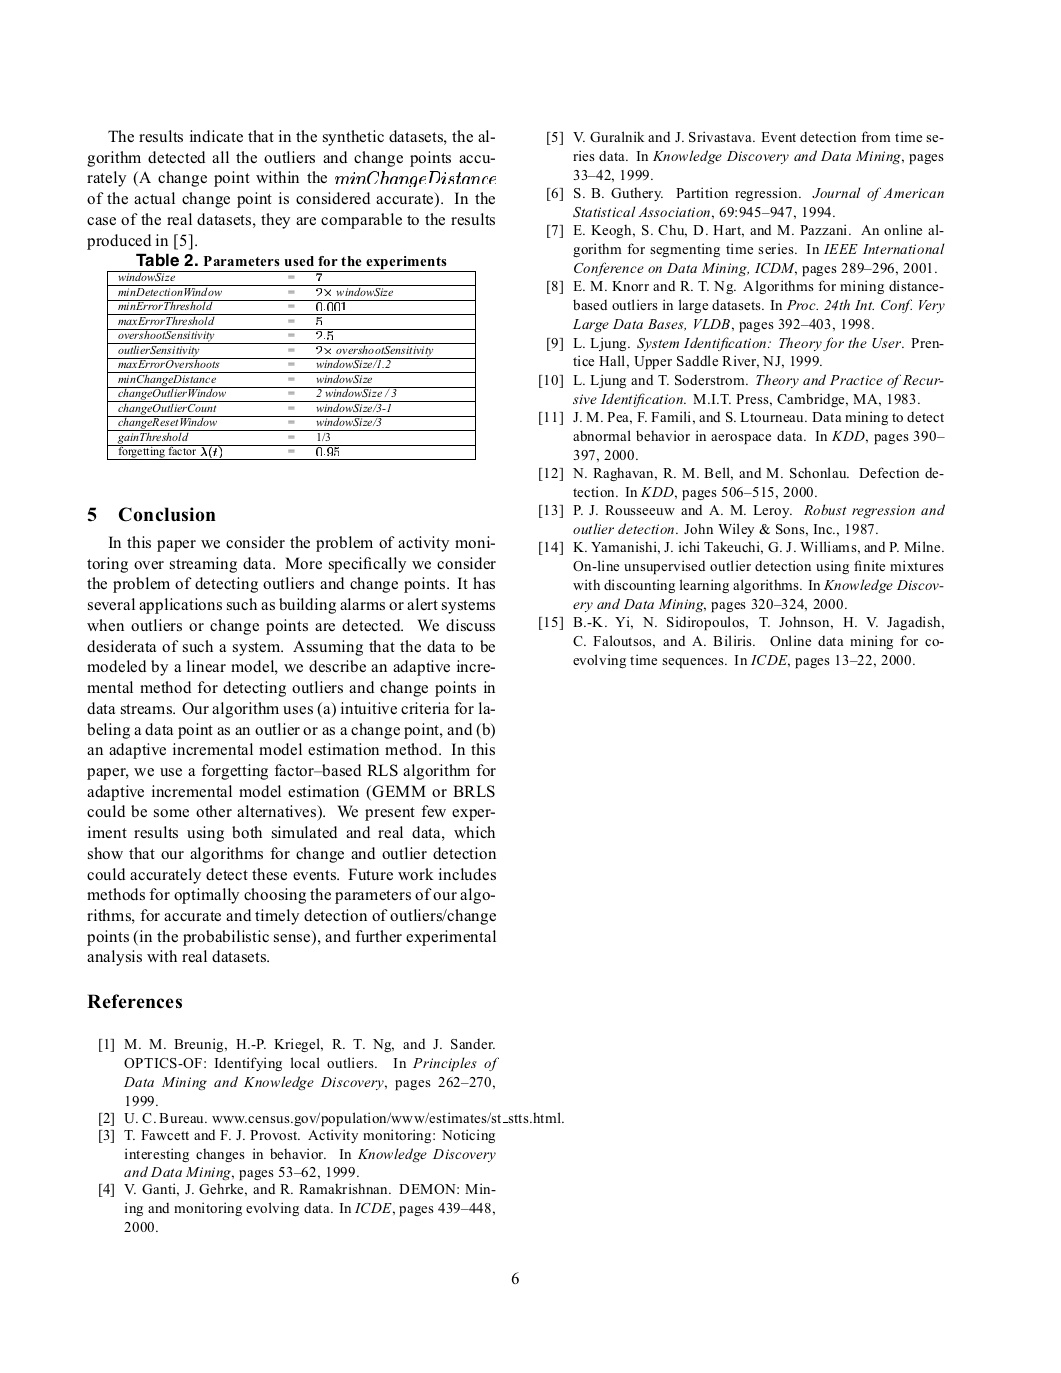 The results indicate that in the synthetic datasets, the al-
gorithm detected all the outliers and change points accu-
rately (A change point within the minChangeDistance
of the actual change point is considered accurate). In the
case of the real datasets, they are comparable to the results
produced in [5].
Table 2. Parameters used for the experiments
windowSize = 7
minDetectionWindow = 2× windowSize
minErrorThreshold = 0.001
maxErrorThreshold = 5
overshootSensitivity = 2.5
outlierSensitivity = 2× overshootSensitivity
maxErrorOvershoots = windowSize/1.2
minChangeDistance = windowSize
changeOutlierWindow = 2 windowSize / 3
changeOutlierCount = windowSize/3-1
changeResetWindow = windowSize/3
gainThreshold = 1/3
forgetting factor λ(t) = 0.95
5 Conclusion
In this paper we consider the problem of activity moni-
toring over streaming data. More specifically we consider
the problem of detecting outliers and change points. It has
several applications such as building alarms or alert systems
when outliers or change points are detected. We discuss
desiderata of such a system. Assuming that the data to be
modeled by a linear model, we describe an adaptive incre-
mental method for detecting outliers and change points in
data streams. Our algorithm uses (a) intuitive criteria for la-
beling a data point as an outlier or as a change point, and (b)
an adaptive incremental model estimation method. In this
paper, we use a forgetting factor–based RLS algorithm for
adaptive incremental model estimation (GEMM or BRLS
could be some other alternatives). We present few exper-
iment results using both simulated and real data, which
show that our algorithms for change and outlier detection
could accurately detect these events. Future work includes
methods for optimally choosing the parameters of our algo-
rithms, for accurate and timely detection of outliers/change
points (in the probabilistic sense), and further experimental
analysis with real datasets.
References
[1] M. M. Breunig, H.-P. Kriegel, R. T. Ng, and J. Sander.
OPTICS-OF: Identifying local outliers. In Principles of
Data Mining and Knowledge Discovery, pages 262–270,
1999.
[2] U. C. Bureau. www.census.gov/population/www/estimates/st_stts.html.
[3] T. Fawcett and F. J. Provost. Activity monitoring: Noticing
interesting changes in behavior. In Knowledge Discovery
and Data Mining, pages 53–62, 1999.
[4] V. Ganti, J. Gehrke, and R. Ramakrishnan. DEMON: Min-
ing and monitoring evolving data. In ICDE, pages 439–448,
2000.
[5] V. Guralnik and J. Srivastava. Event detection from time se-
ries data. In Knowledge Discovery and Data Mining, pages
33–42, 1999.
[6] S. B. Guthery. Partition regression. Journal of American
Statistical Association, 69:945–947, 1994.
[7] E. Keogh, S. Chu, D. Hart, and M. Pazzani. An online al-
gorithm for segmenting time series. In IEEE International
Conference on Data Mining, ICDM, pages 289–296, 2001.
[8] E. M. Knorr and R. T. Ng. Algorithms for mining distance-
based outliers in large datasets. In Proc. 24th Int. Conf. Very
Large Data Bases, VLDB, pages 392–403, 1998.
[9] L. Ljung. System Identification: Theory for the User. Pren-
tice Hall, Upper Saddle River, NJ, 1999.
[10] L. Ljung and T. Soderstrom. Theory and Practice of Recur-
sive Identification. M.I.T. Press, Cambridge, MA, 1983.
[11] J. M. Pea, F. Famili, and S. Ltourneau. Data mining to detect
abnormal behavior in aerospace data. In KDD, pages 390–
397, 2000.
[12] N. Raghavan, R. M. Bell, and M. Schonlau. Defection de-
tection. In KDD, pages 506–515, 2000.
[13] P. J. Rousseeuw and A. M. Leroy. Robust regression and
outlier detection. John Wiley & Sons, Inc., 1987.
[14] K. Yamanishi, J. ichi Takeuchi, G. J. Williams, and P. Milne.
On-line unsupervised outlier detection using finite mixtures
with discounting learning algorithms. In Knowledge Discov-
ery and Data Mining, pages 320–324, 2000.
[15] B.-K. Yi, N. Sidiropoulos, T. Johnson, H. V. Jagadish,
C. Faloutsos, and A. Biliris. Online data mining for co-
evolving time sequences. In ICDE, pages 13–22, 2000.
6